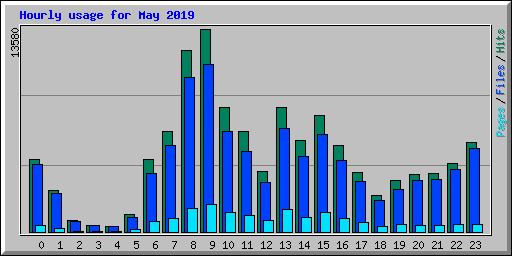 Hourly usage for May 2019
13580
Pages/Files/Hits
0 1 2 3 4 5 6 7 8 9 10 11 12 13 14 15 16 17 18 19 20 21 22 23